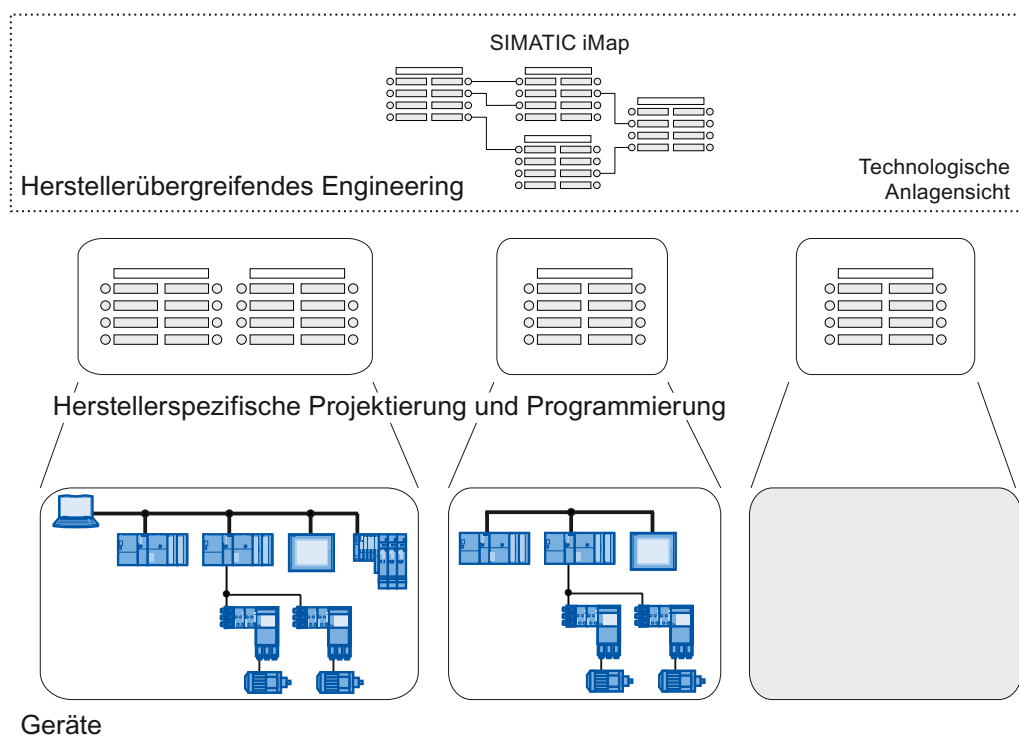 SIMATIC iMap
Herstellerübergreifendes Engineering
Technologische
Anlagensicht
Herstellerspezifische Projektierung und Programmierung
Geräte